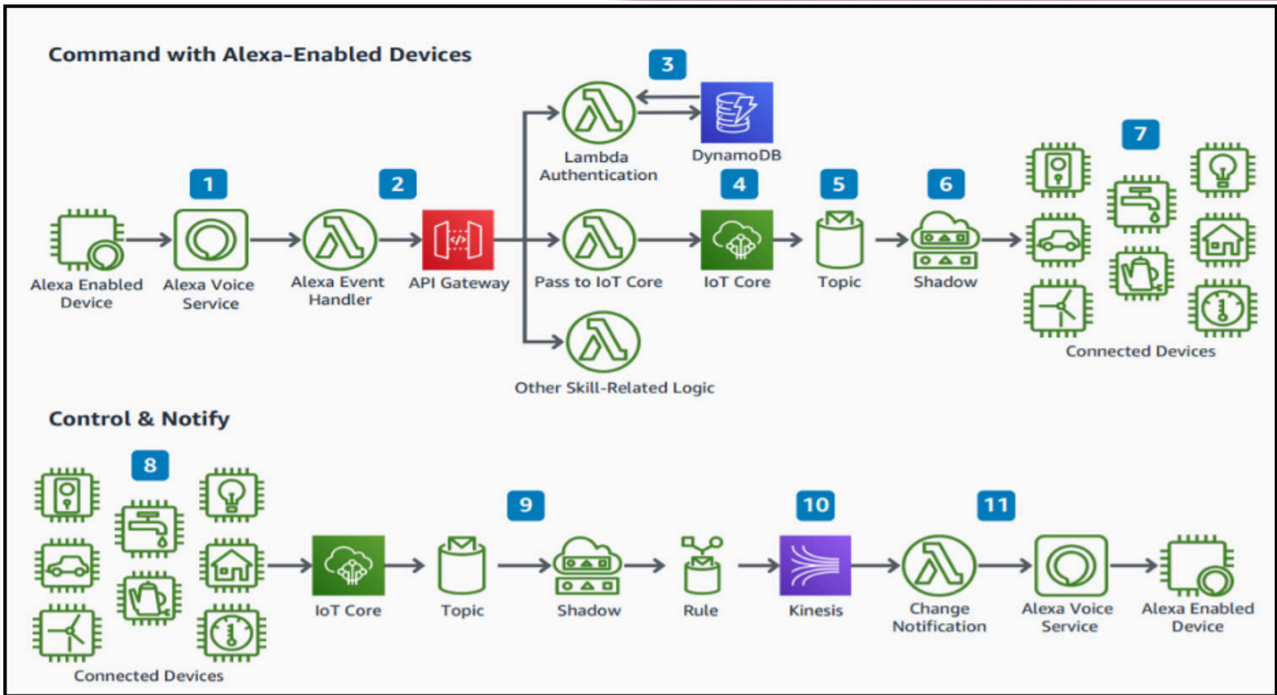 Command with Alexa-Enabled Devices
3
7
Lambda
Authentication
DynamoDB
1
2
4
5
6
Alexa Enabled
Device
Alexa Voice
Service
Alexa Event
Handler
API Gateway
Pass to IoT Core
IoT Core
Topic
Shadow
Connected Devices
Other Skill-Related Logic
Control & Notify
8
9
10
11
IoT Core
Topic
Shadow
Rule
Kinesis
Change
Notification
Alexa Voice
Service
Alexa Enabled
Device
Connected Devices